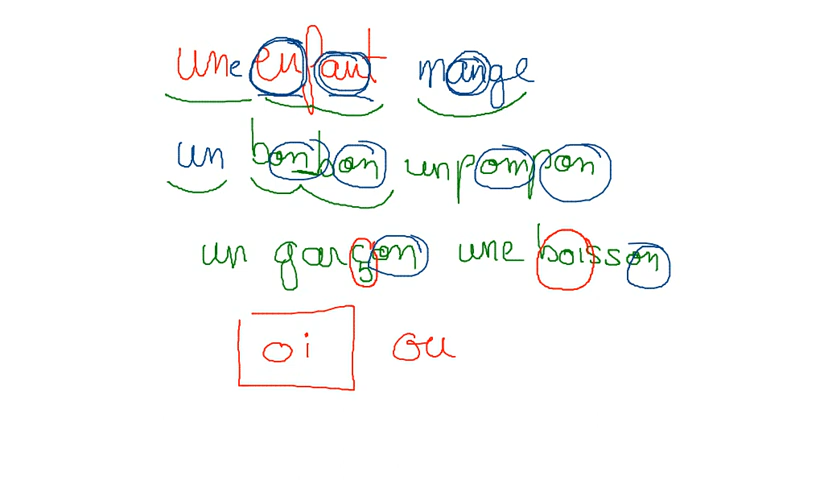 une enfant mange
un bonbon un pompon
un garçon une boisson
oi ou